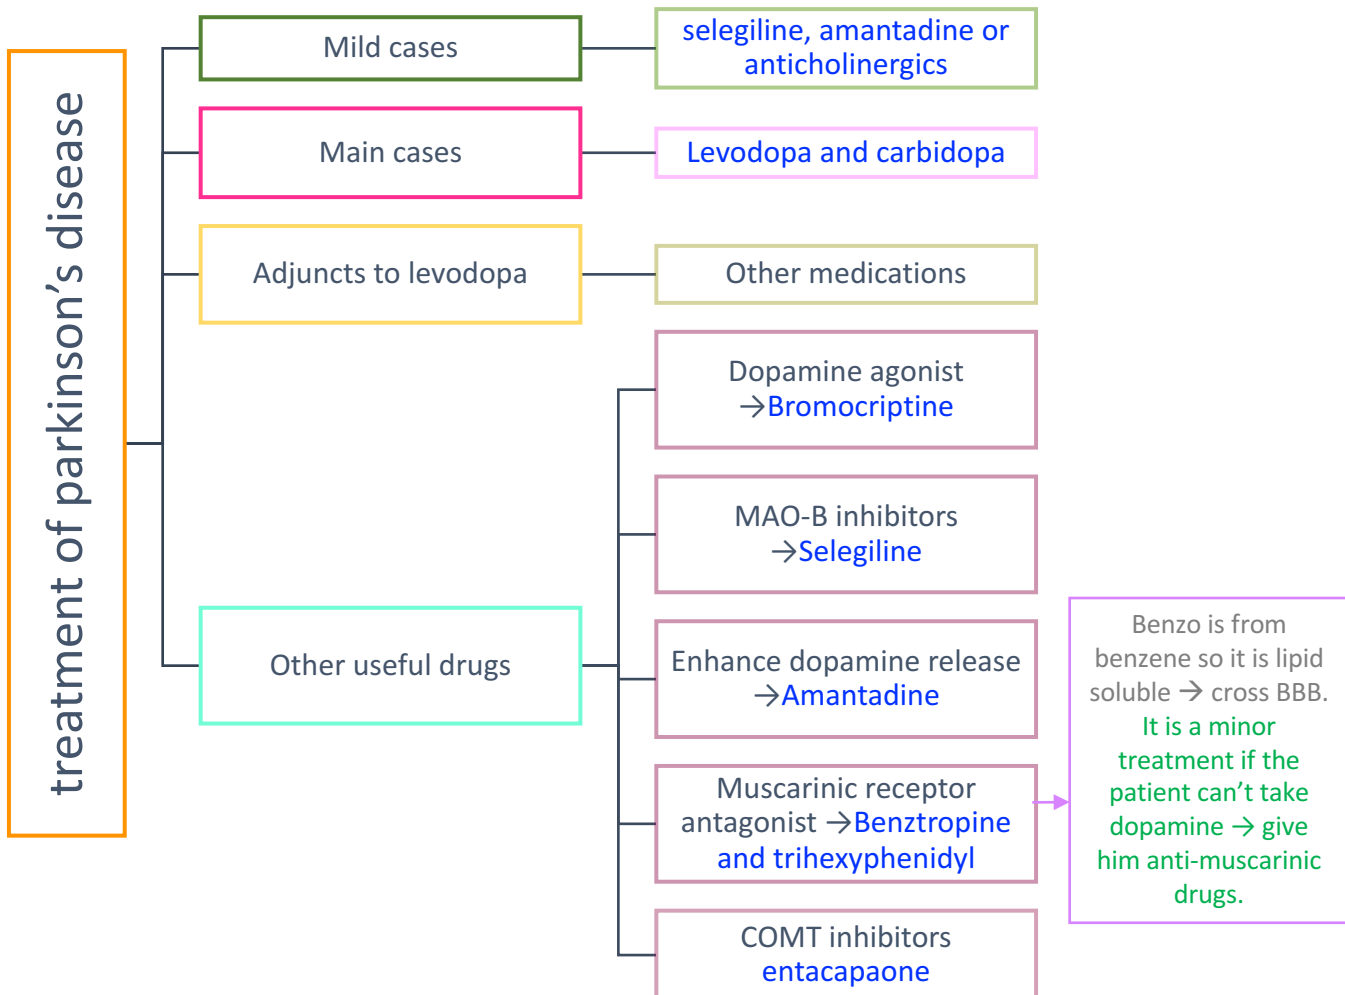 treatment of parkinson's disease
Mild cases
selegiline, amantadine or
anticholinergics
Main cases
Levodopa and carbidopa
Adjuncts to levodopa
Other medications
Other useful drugs
Dopamine agonist
→Bromocriptine
MAO-B inhibitors
→Selegiline
Enhance dopamine release
→Amantadine
Muscarinic receptor
antagonist →Benztropine
and trihexyphenidyl
Benzo is from
benzene so it is lipid
soluble → cross BBB.
It is a minor
treatment if the
patient can't take
dopamine → give
him anti-muscarinic
drugs.
COMT inhibitors
entacapaone